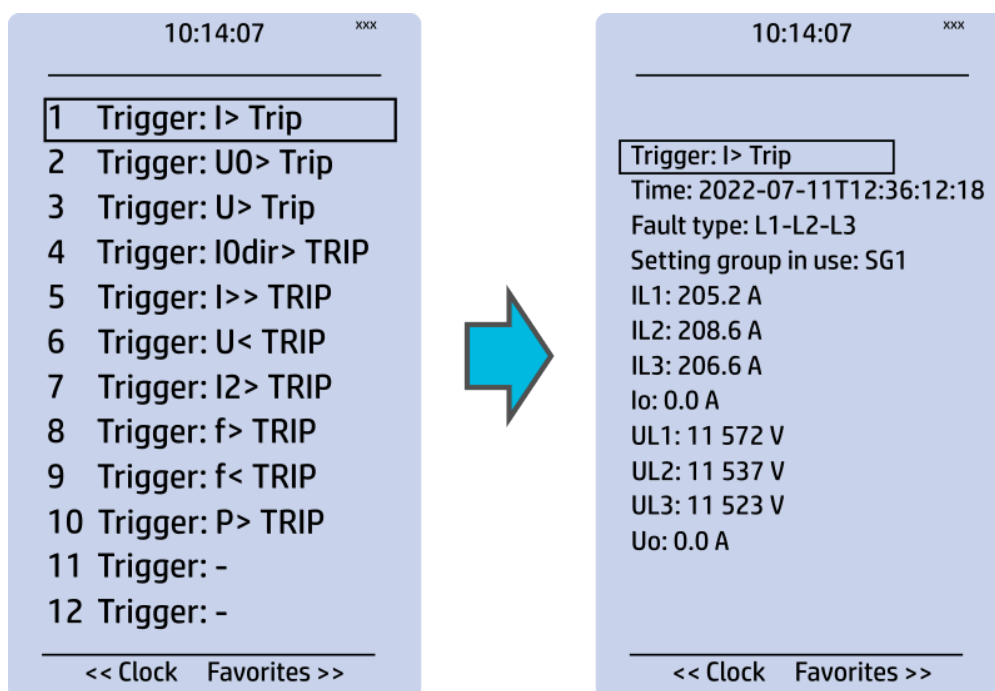 10:14:07 xxx
1 Trigger: I> Trip
2 Trigger: U0> Trip
3 Trigger: U> Trip
4 Trigger: I0dir> TRIP
5 Trigger: I>> TRIP
6 Trigger: U< TRIP
7 Trigger: I2> TRIP
8 Trigger: f> TRIP
9 Trigger: f< TRIP
10 Trigger: P> TRIP
11 Trigger: -
12 Trigger: -
<< Clock Favorites >>
10:14:07 xxx
Trigger: I> Trip
Time: 2022-07-11T12:36:12:18
Fault type: L1-L2-L3
Setting group in use: SG1
IL1: 205.2 A
IL2: 208.6 A
IL3: 206.6 A
Io: 0.0 A
UL1: 11 572 V
UL2: 11 537 V
UL3: 11 523 V
Uo: 0.0 A
<< Clock Favorites >>